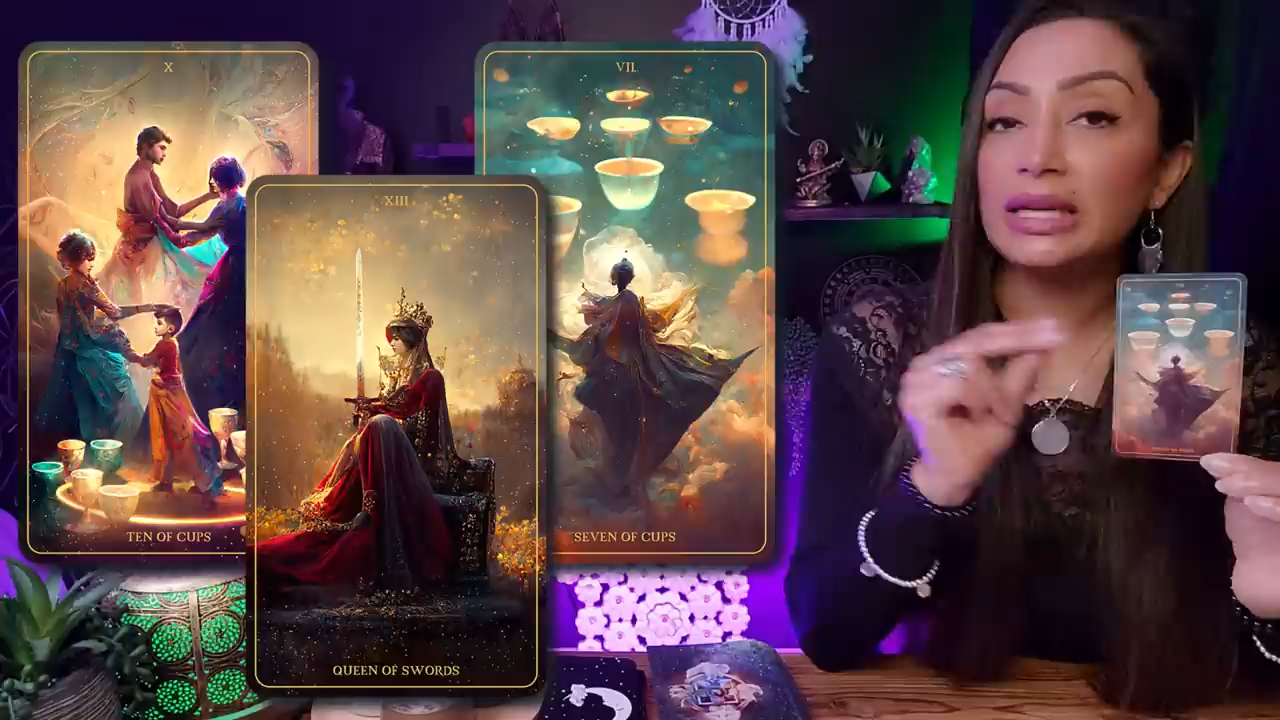 X
TEN OF CUPS
XIII
QUEEN OF SWORDS
VII
SEVEN OF CUPS